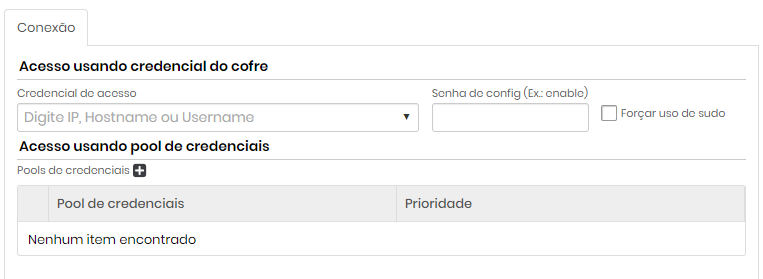 Conexão
Acesso usando credencial do cofre
Credencial de acesso
Senha de config (Ex.: enable)
Digite IP, Hostname ou Username
Forçar uso de sudo
Acesso usando pool de credenciais
Pools de credenciais
Pool de credenciais
Prioridade
Nenhum item encontrado